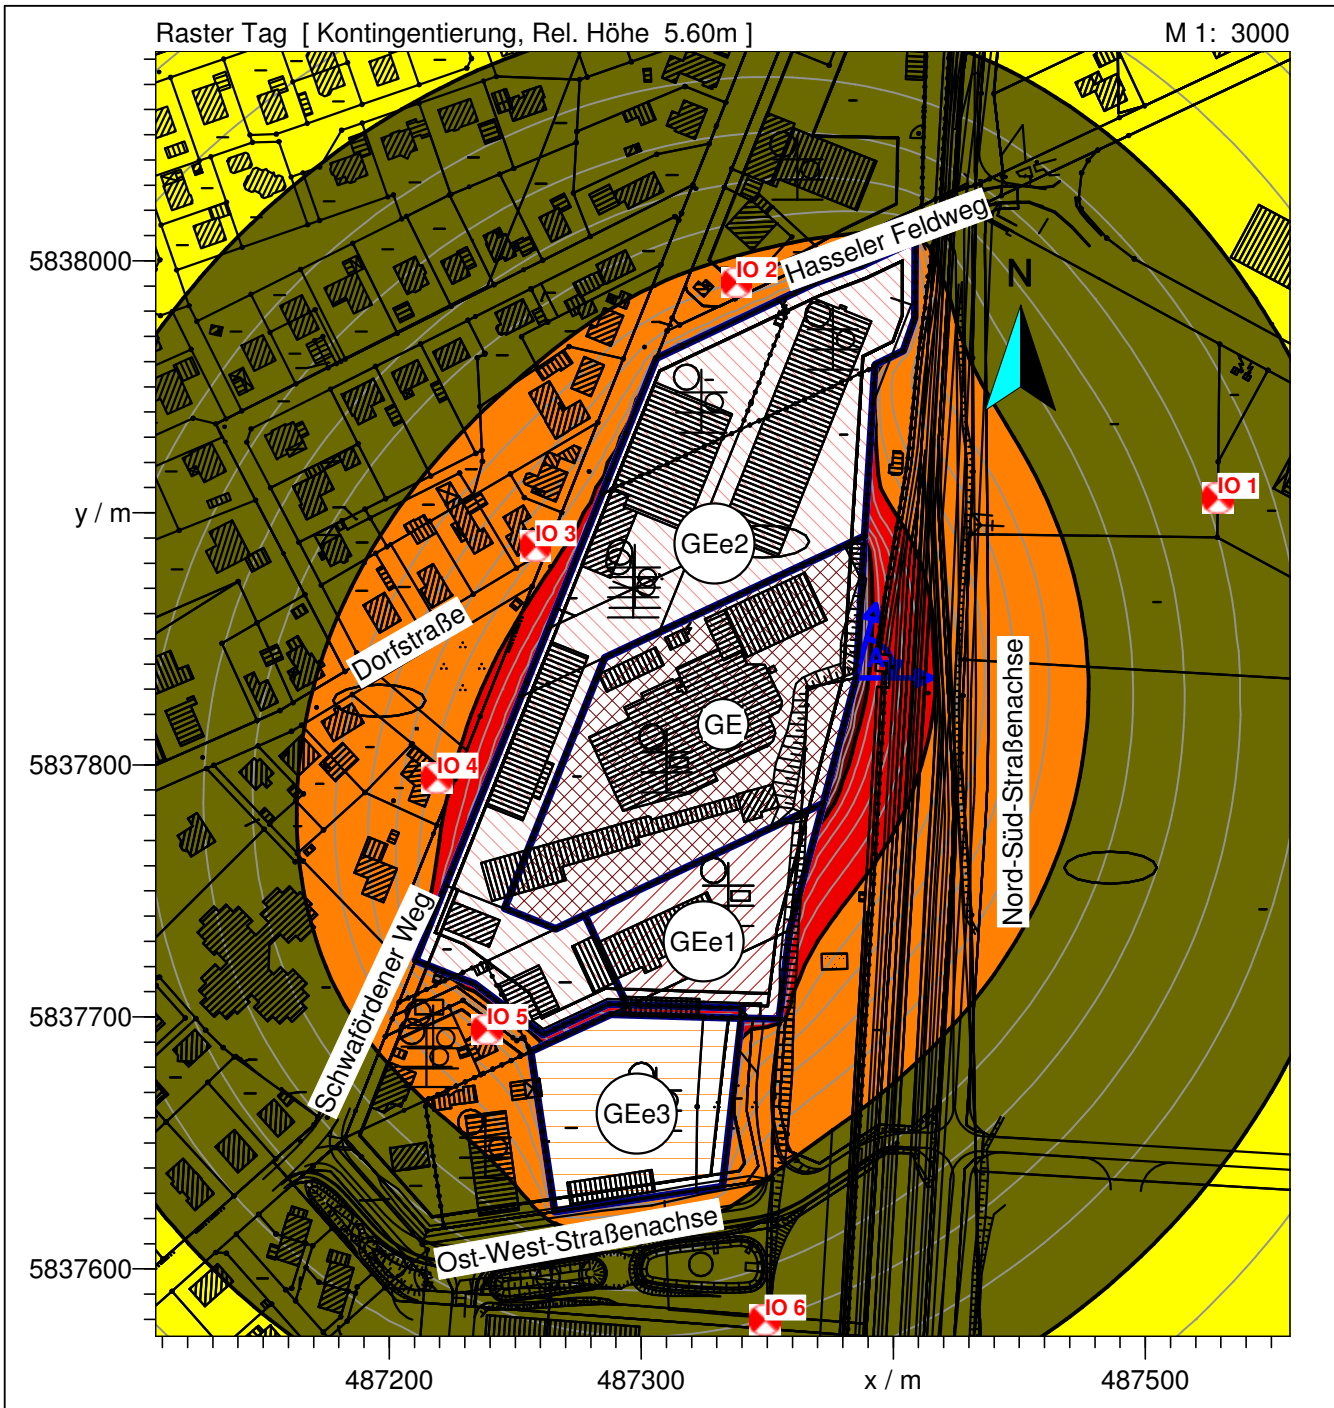 Raster Tag [ Kontingentierung, Rel. Höhe 5.60m ]
M 1: 3000
5838000
y / m
5837800
5837700
5837600
487200
487300
x / m
487500
Hasseler Feldweg
N
IO 2
IO 1
IO 3
GEe2
Dorfstraße
GE
IO 4
Nord-Süd-Straßenachse
GEe1
Schwafördener Weg
IO 5
GEe3
Ost-West-Straßenachse
IO 6